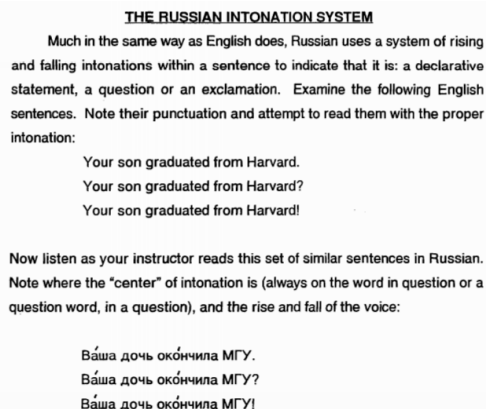 THE RUSSIAN INTONATION SYSTEM
Much in the same way as English does, Russian uses a system of rising
and falling intonations within a sentence to indicate that it is: a declarative
statement, a question or an exclamation. Examine the following English
sentences. Note their punctuation and attempt to read them with the proper
intonation:
Your son graduated from Harvard.
Your son graduated from Harvard?
Your son graduated from Harvard!
Now listen as your instructor reads this set of similar sentences in Russian.
Note where the "center" of intonation is (always on the word in question or a
question word, in a question), and the rise and fall of the voice:
Ва́ша дочь око́нчила МГУ.
Ва́ша дочь око́нчила МГУ?
Ва́ша дочь око́нчила МГУ!